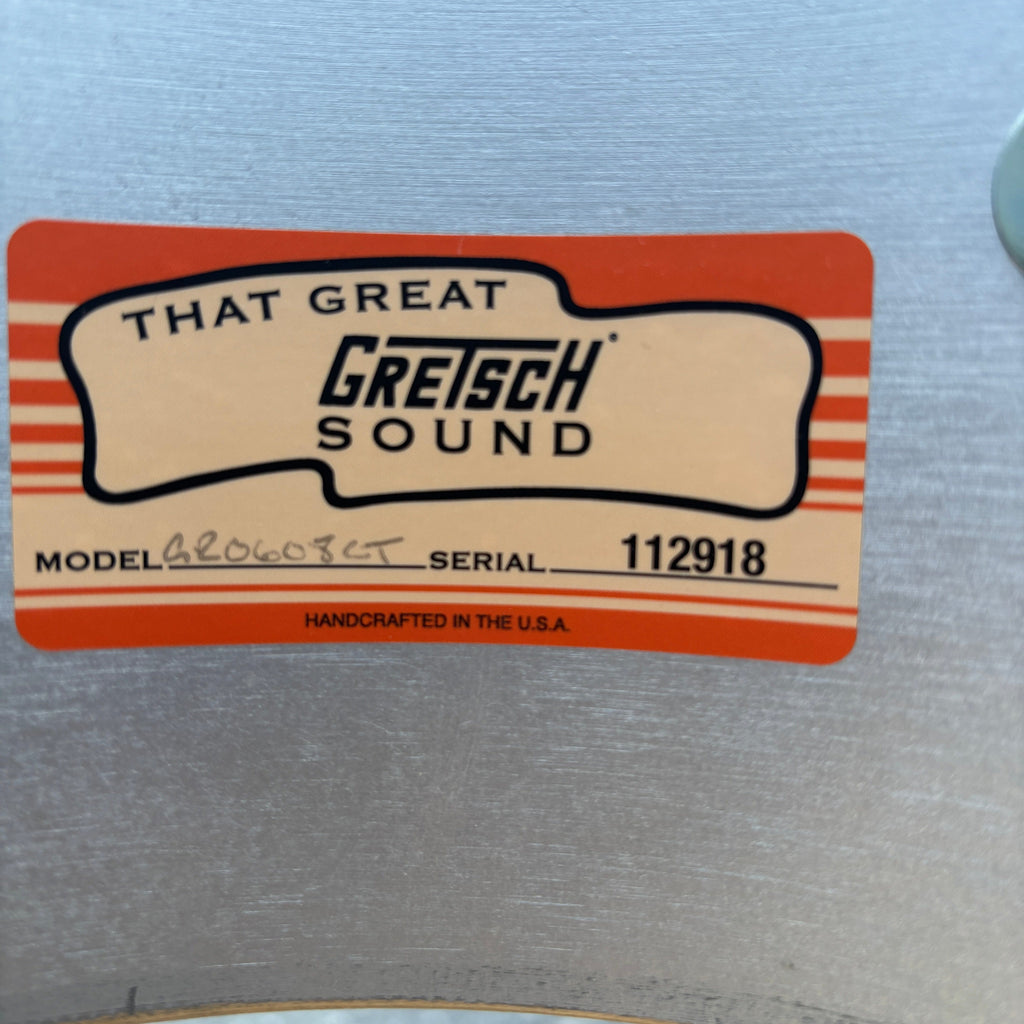 THAT GREAT
GRETSCH®
SOUND
MODEL GR0608CT SERIAL 112918
HANDCRAFTED IN THE U.S.A.